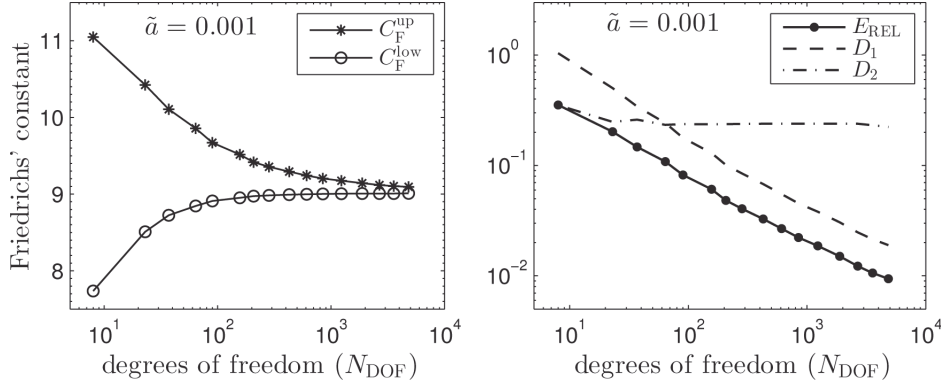 ã = 0.001
C_F^up
C_F^low
11
10
9
8
Friedrichs' constant
10^1
10^2
10^3
10^4
degrees of freedom (N_DOF)
ã = 0.001
E_REL
D_1
D_2
10^0
10^-1
10^-2
10^1
10^2
10^3
10^4
degrees of freedom (N_DOF)